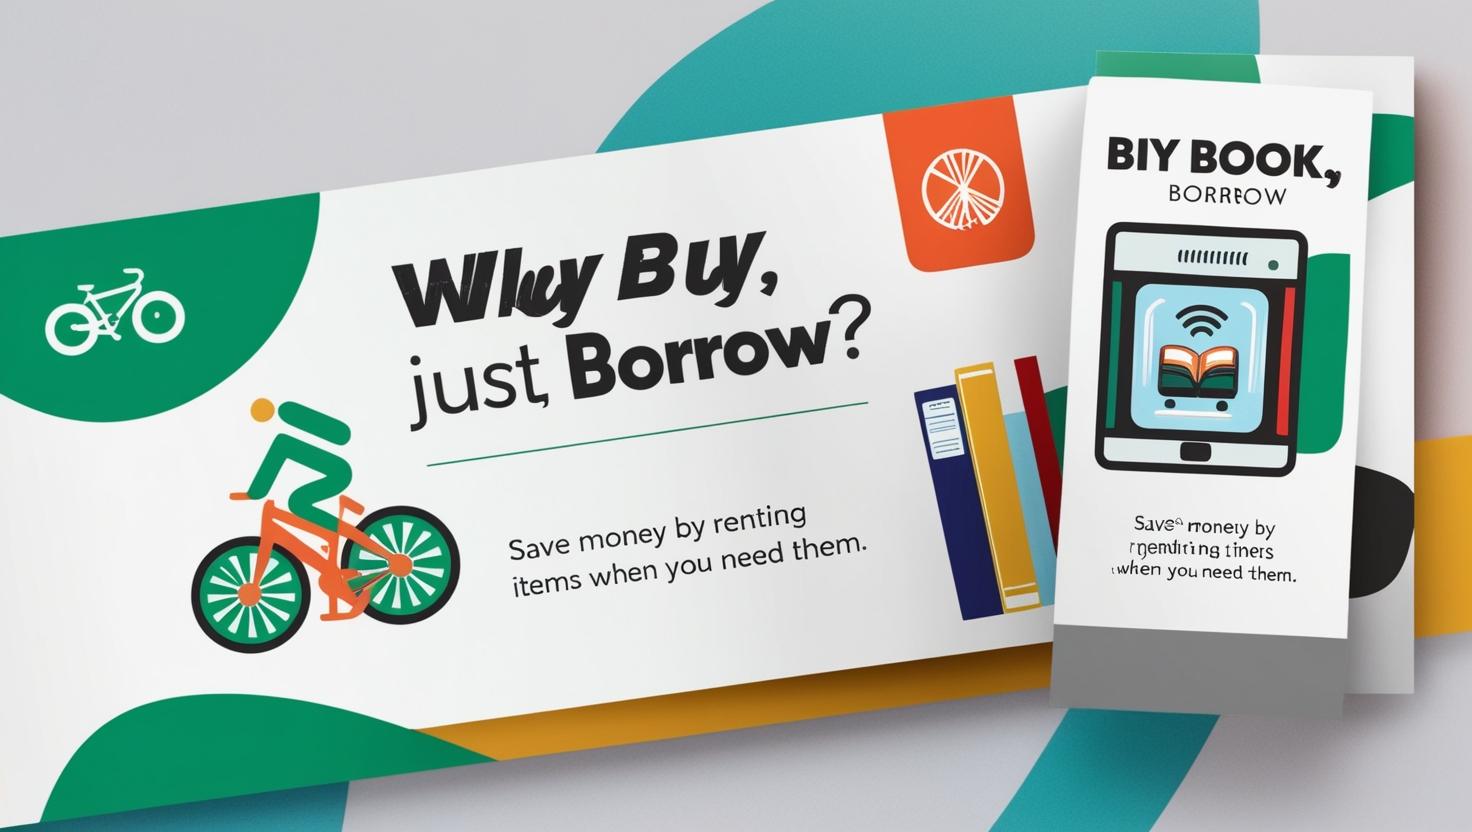 Why Buy,
just, Borrow?
Save money by renting
items when you need them.
BIY BOOK,
BORROW
Save money by
when you need them.